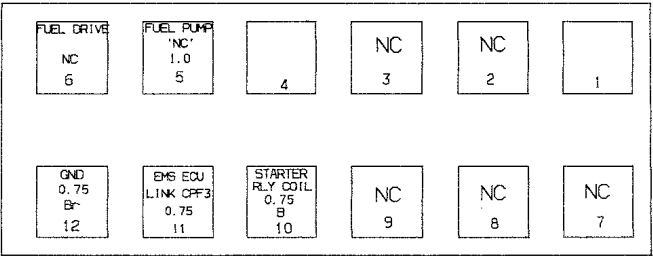 FUEL DRIVE
NC
6
FUEL PUMP
'NC'
1.0
5
4
NC
3
NC
2
1
GND
0.75
Br
12
EMS ECU
LINK CPF3
0.75
11
STARTER
RLY COIL
0.75
B
10
NC
9
NC
8
NC
7